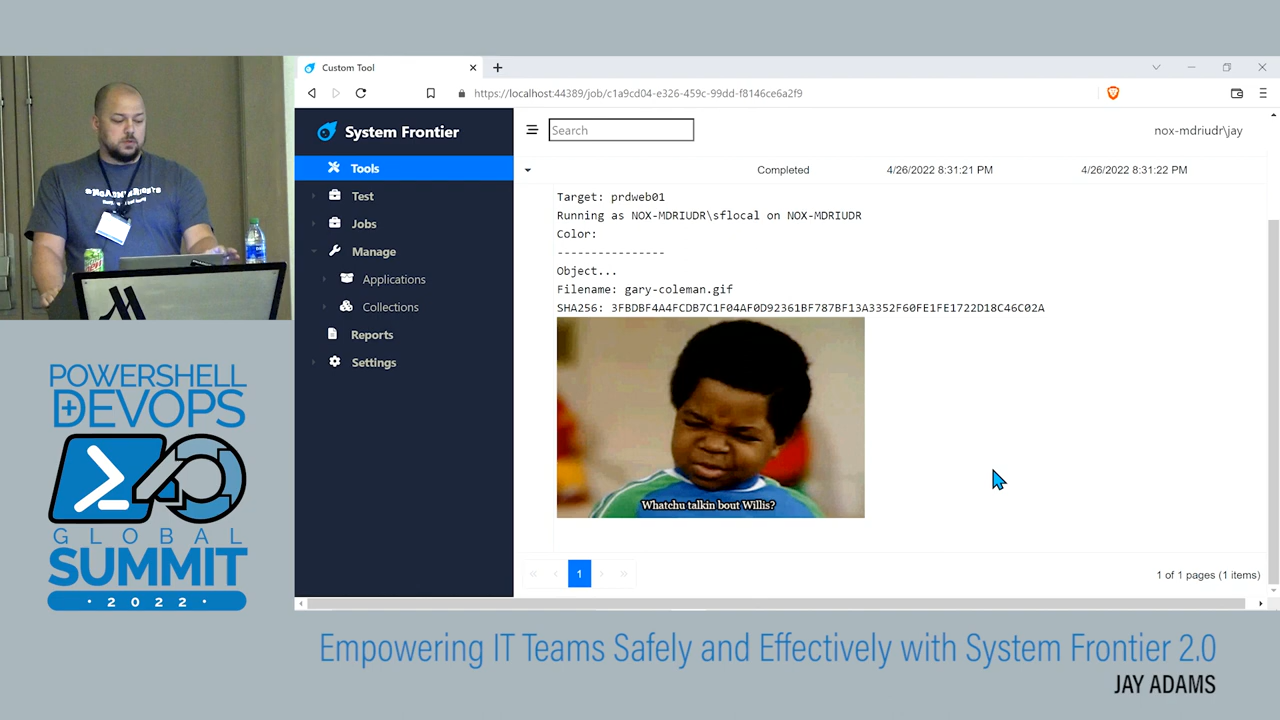 Custom Tool
https://localhost:44389/job/c1a9cd04-e326-459c-99dd-f8146ce6a2f9
System Frontier
Search
nox-mdriudr\jay
Tools
Test
Jobs
Manage
Applications
Collections
Reports
Settings
Completed 4/26/2022 8:31:21 PM 4/26/2022 8:31:22 PM
Target: prdweb01
Running as NOX-MDRIUDR\sflocal on NOX-MDRIUDR
Color:
----------------
Object...
Filename: gary-coleman.gif
SHA256: 3FBDBF4A4FCDB7C1F04AF0D92361BF787BF13A3352F60FE1FE1722D18C46C02A
Whatchu talkin bout Willis?
1
1 of 1 pages (1 items)
POWERSHELL
+ DEVOPS
GLOBAL
SUMMIT
· 2022 ·
Empowering IT Teams Safely and Effectively with System Frontier 2.0
JAY ADAMS